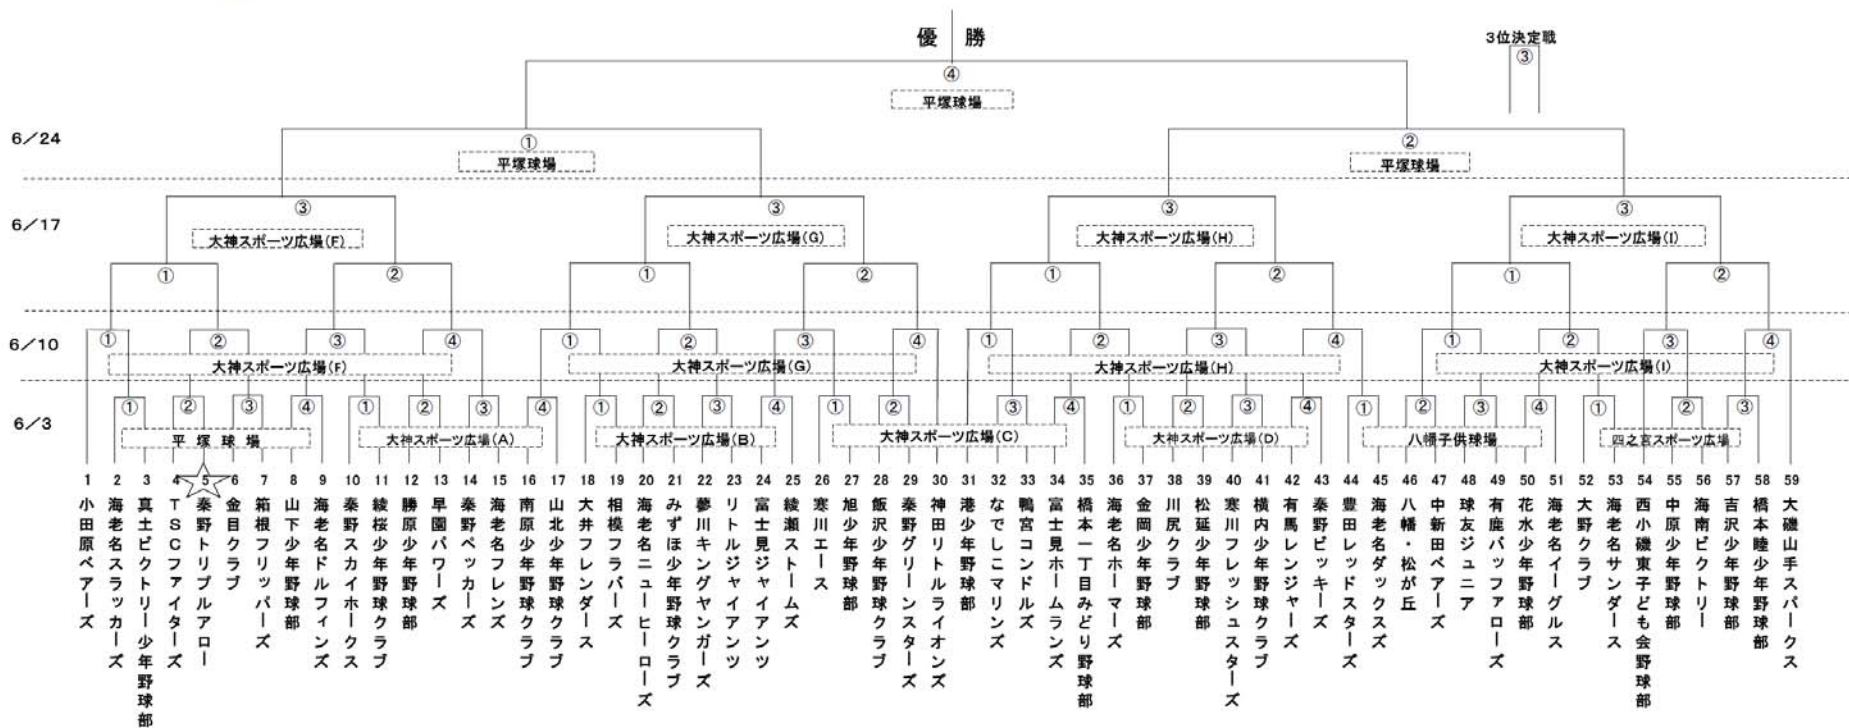 優 勝
3位決定戦
③
④
平塚球場
6/24
① ②
平塚球場 平塚球場
6/17
③ ③ ③ ③
大神スポーツ広場(F) 大神スポーツ広場(G) 大神スポーツ広場(H) 大神スポーツ広場(I)
① ② ① ② ① ② ① ②
6/10
① ② ③ ④ ① ② ③ ④ ① ② ③ ④ ① ② ③ ④
大神スポーツ広場(F) 大神スポーツ広場(G) 大神スポーツ広場(H) 大神スポーツ広場(I)
6/3
① ② ③ ④ ① ② ③ ④ ① ② ③ ④ ① ② ③ ④ ① ② ③ ④ ① ② ③ ④ ① ② ③
平塚球場 大神スポーツ広場(A) 大神スポーツ広場(B) 大神スポーツ広場(C) 大神スポーツ広場(D) 八幡子供球場 四之宮スポーツ広場
1 小田原ベアーズ
2 海老名スラッガーズ
3 真土ビクトリー少年野球部
4 TSCファイターズ
5 秦野トリプルアロー
6 金目クラブ
7 箱根フリッパーズ
8 山下少年野球部
9 海老名ドルフィンズ
10 秦野スカイホークス
11 綾桜少年野球クラブ
12 勝原少年野球部
13 早園パワーズ
14 秦野ペッカーズ
15 海老名フレンズ
16 南原少年野球クラブ
17 山北少年野球クラブ
18 大井フレンダース
19 相模フラバーズ
20 海老名ニューヒーローズ
21 みずほ少年野球クラブ
22 蓼川キングヤンガーズ
23 リトルジャイアンツ
24 富士見ジャイアンツ
25 綾瀬ストームズ
26 寒川エース
27 旭少年野球部
28 飯沢少年野球クラブ
29 秦野グリーンスターズ
30 神田リトルライオンズ
31 港少年野球部
32 なでしこマリンズ
33 鴨宮コンドルズ
34 富士見ホームランズ
35 橋本一丁目みどり野球部
36 海老名ホーマーズ
37 金岡少年野球部
38 川尻クラブ
39 松延少年野球部
40 寒川フレッシュスターズ
41 横内少年野球クラブ
42 有馬レンジャーズ
43 秦野ビッキーズ
44 豊田レッドスターズ
45 海老名ダックスズ
46 八幡・松が丘
47 中新田ベアーズ
48 球友ジュニア
49 有鹿バッファローズ
50 花水少年野球部
51 海老名イーグルス
52 大野クラブ
53 海老名サンダース
54 西小磯東子ども会野球部
55 中原少年野球部
56 海南ビクトリー
57 吉沢少年野球部
58 橋本睦少年野球部
59 大磯山手スパークス